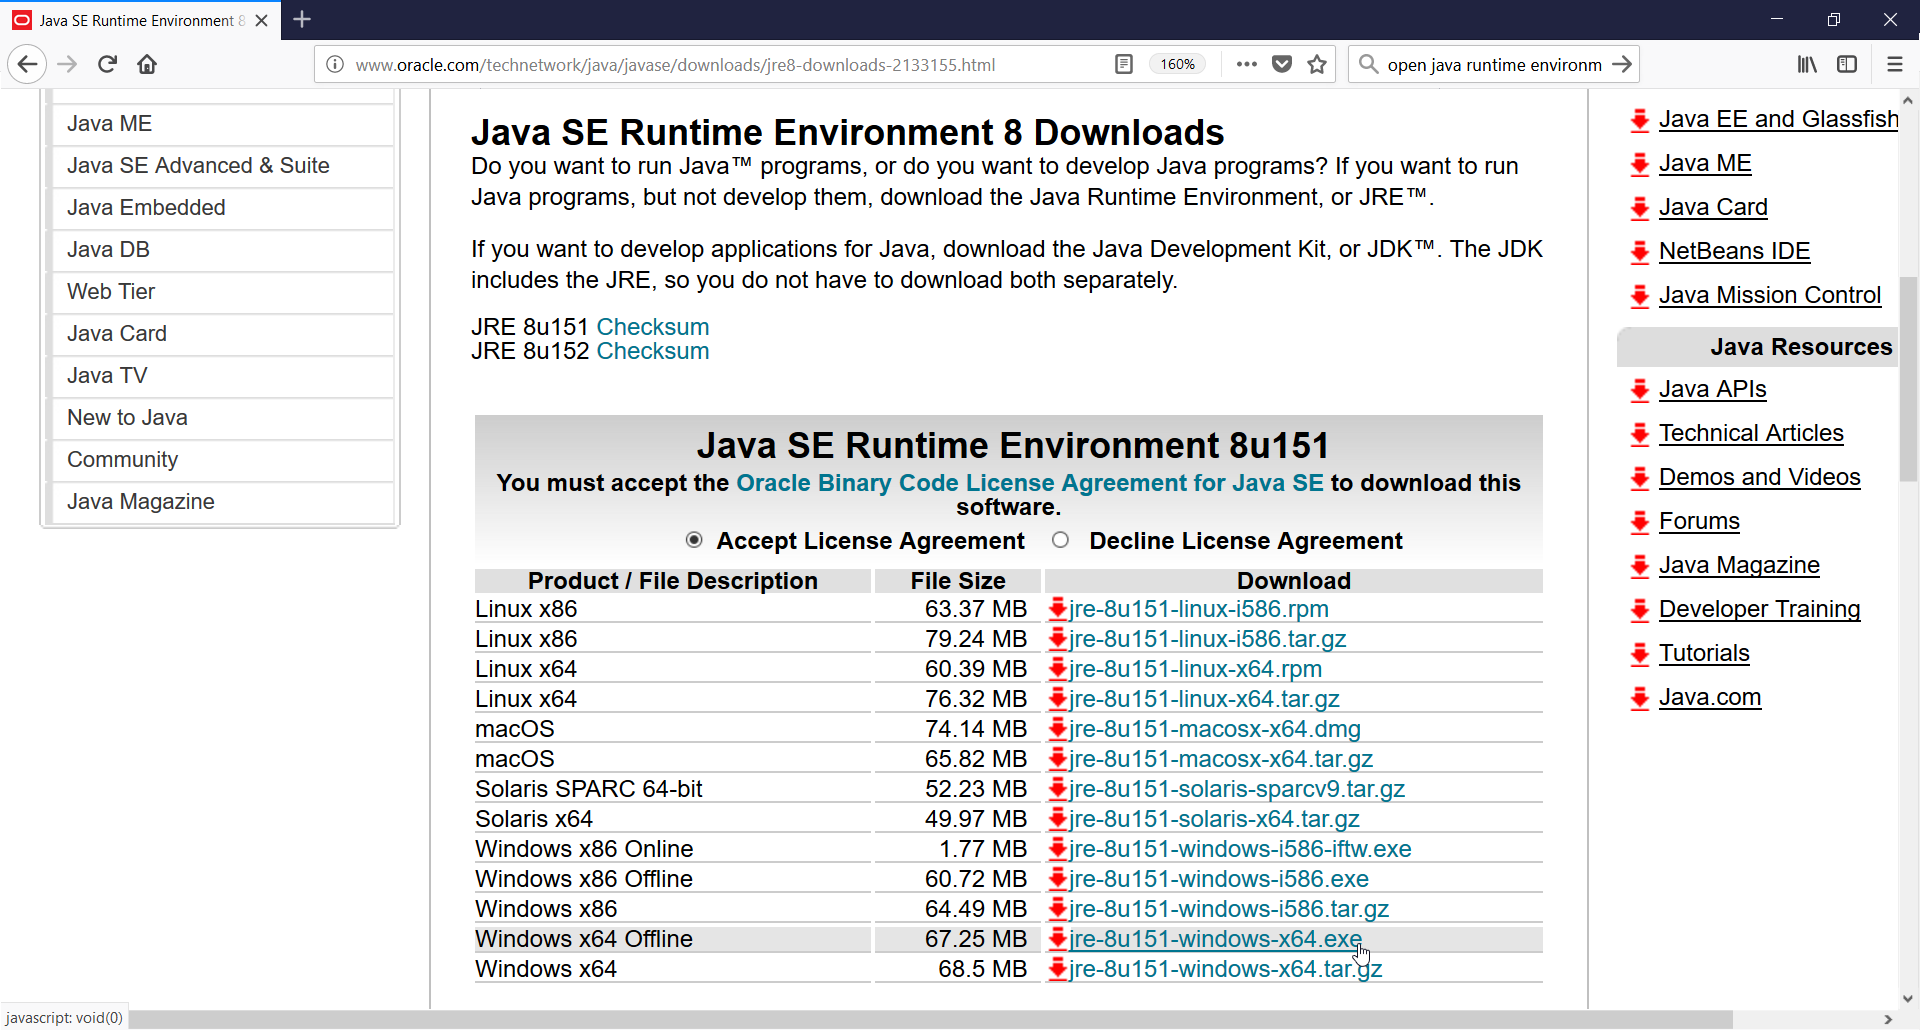 Java SE Runtime Environment 8
www.oracle.com/technetwork/java/javase/downloads/jre8-downloads-2133155.html
160%
open java runtime environm
Java ME
Java SE Advanced & Suite
Java Embedded
Java DB
Web Tier
Java Card
Java TV
New to Java
Community
Java Magazine
Java SE Runtime Environment 8 Downloads
Do you want to run Java™ programs, or do you want to develop Java programs? If you want to run
Java programs, but not develop them, download the Java Runtime Environment, or JRE™.
If you want to develop applications for Java, download the Java Development Kit, or JDK™. The JDK
includes the JRE, so you do not have to download both separately.
JRE 8u151 Checksum
JRE 8u152 Checksum
Java SE Runtime Environment 8u151
You must accept the Oracle Binary Code License Agreement for Java SE to download this
software.
Accept License Agreement Decline License Agreement
Product / File Description File Size Download
Linux x86 63.37 MB jre-8u151-linux-i586.rpm
Linux x86 79.24 MB jre-8u151-linux-i586.tar.gz
Linux x64 60.39 MB jre-8u151-linux-x64.rpm
Linux x64 76.32 MB jre-8u151-linux-x64.tar.gz
macOS 74.14 MB jre-8u151-macosx-x64.dmg
macOS 65.82 MB jre-8u151-macosx-x64.tar.gz
Solaris SPARC 64-bit 52.23 MB jre-8u151-solaris-sparcv9.tar.gz
Solaris x64 49.97 MB jre-8u151-solaris-x64.tar.gz
Windows x86 Online 1.77 MB jre-8u151-windows-i586-iftw.exe
Windows x86 Offline 60.72 MB jre-8u151-windows-i586.exe
Windows x86 64.49 MB jre-8u151-windows-i586.tar.gz
Windows x64 Offline 67.25 MB jre-8u151-windows-x64.exe
Windows x64 68.5 MB jre-8u151-windows-x64.tar.gz
Java EE and Glassfish
Java ME
Java Card
NetBeans IDE
Java Mission Control
Java Resources
Java APIs
Technical Articles
Demos and Videos
Forums
Java Magazine
Developer Training
Tutorials
Java.com
javascript: void(0)